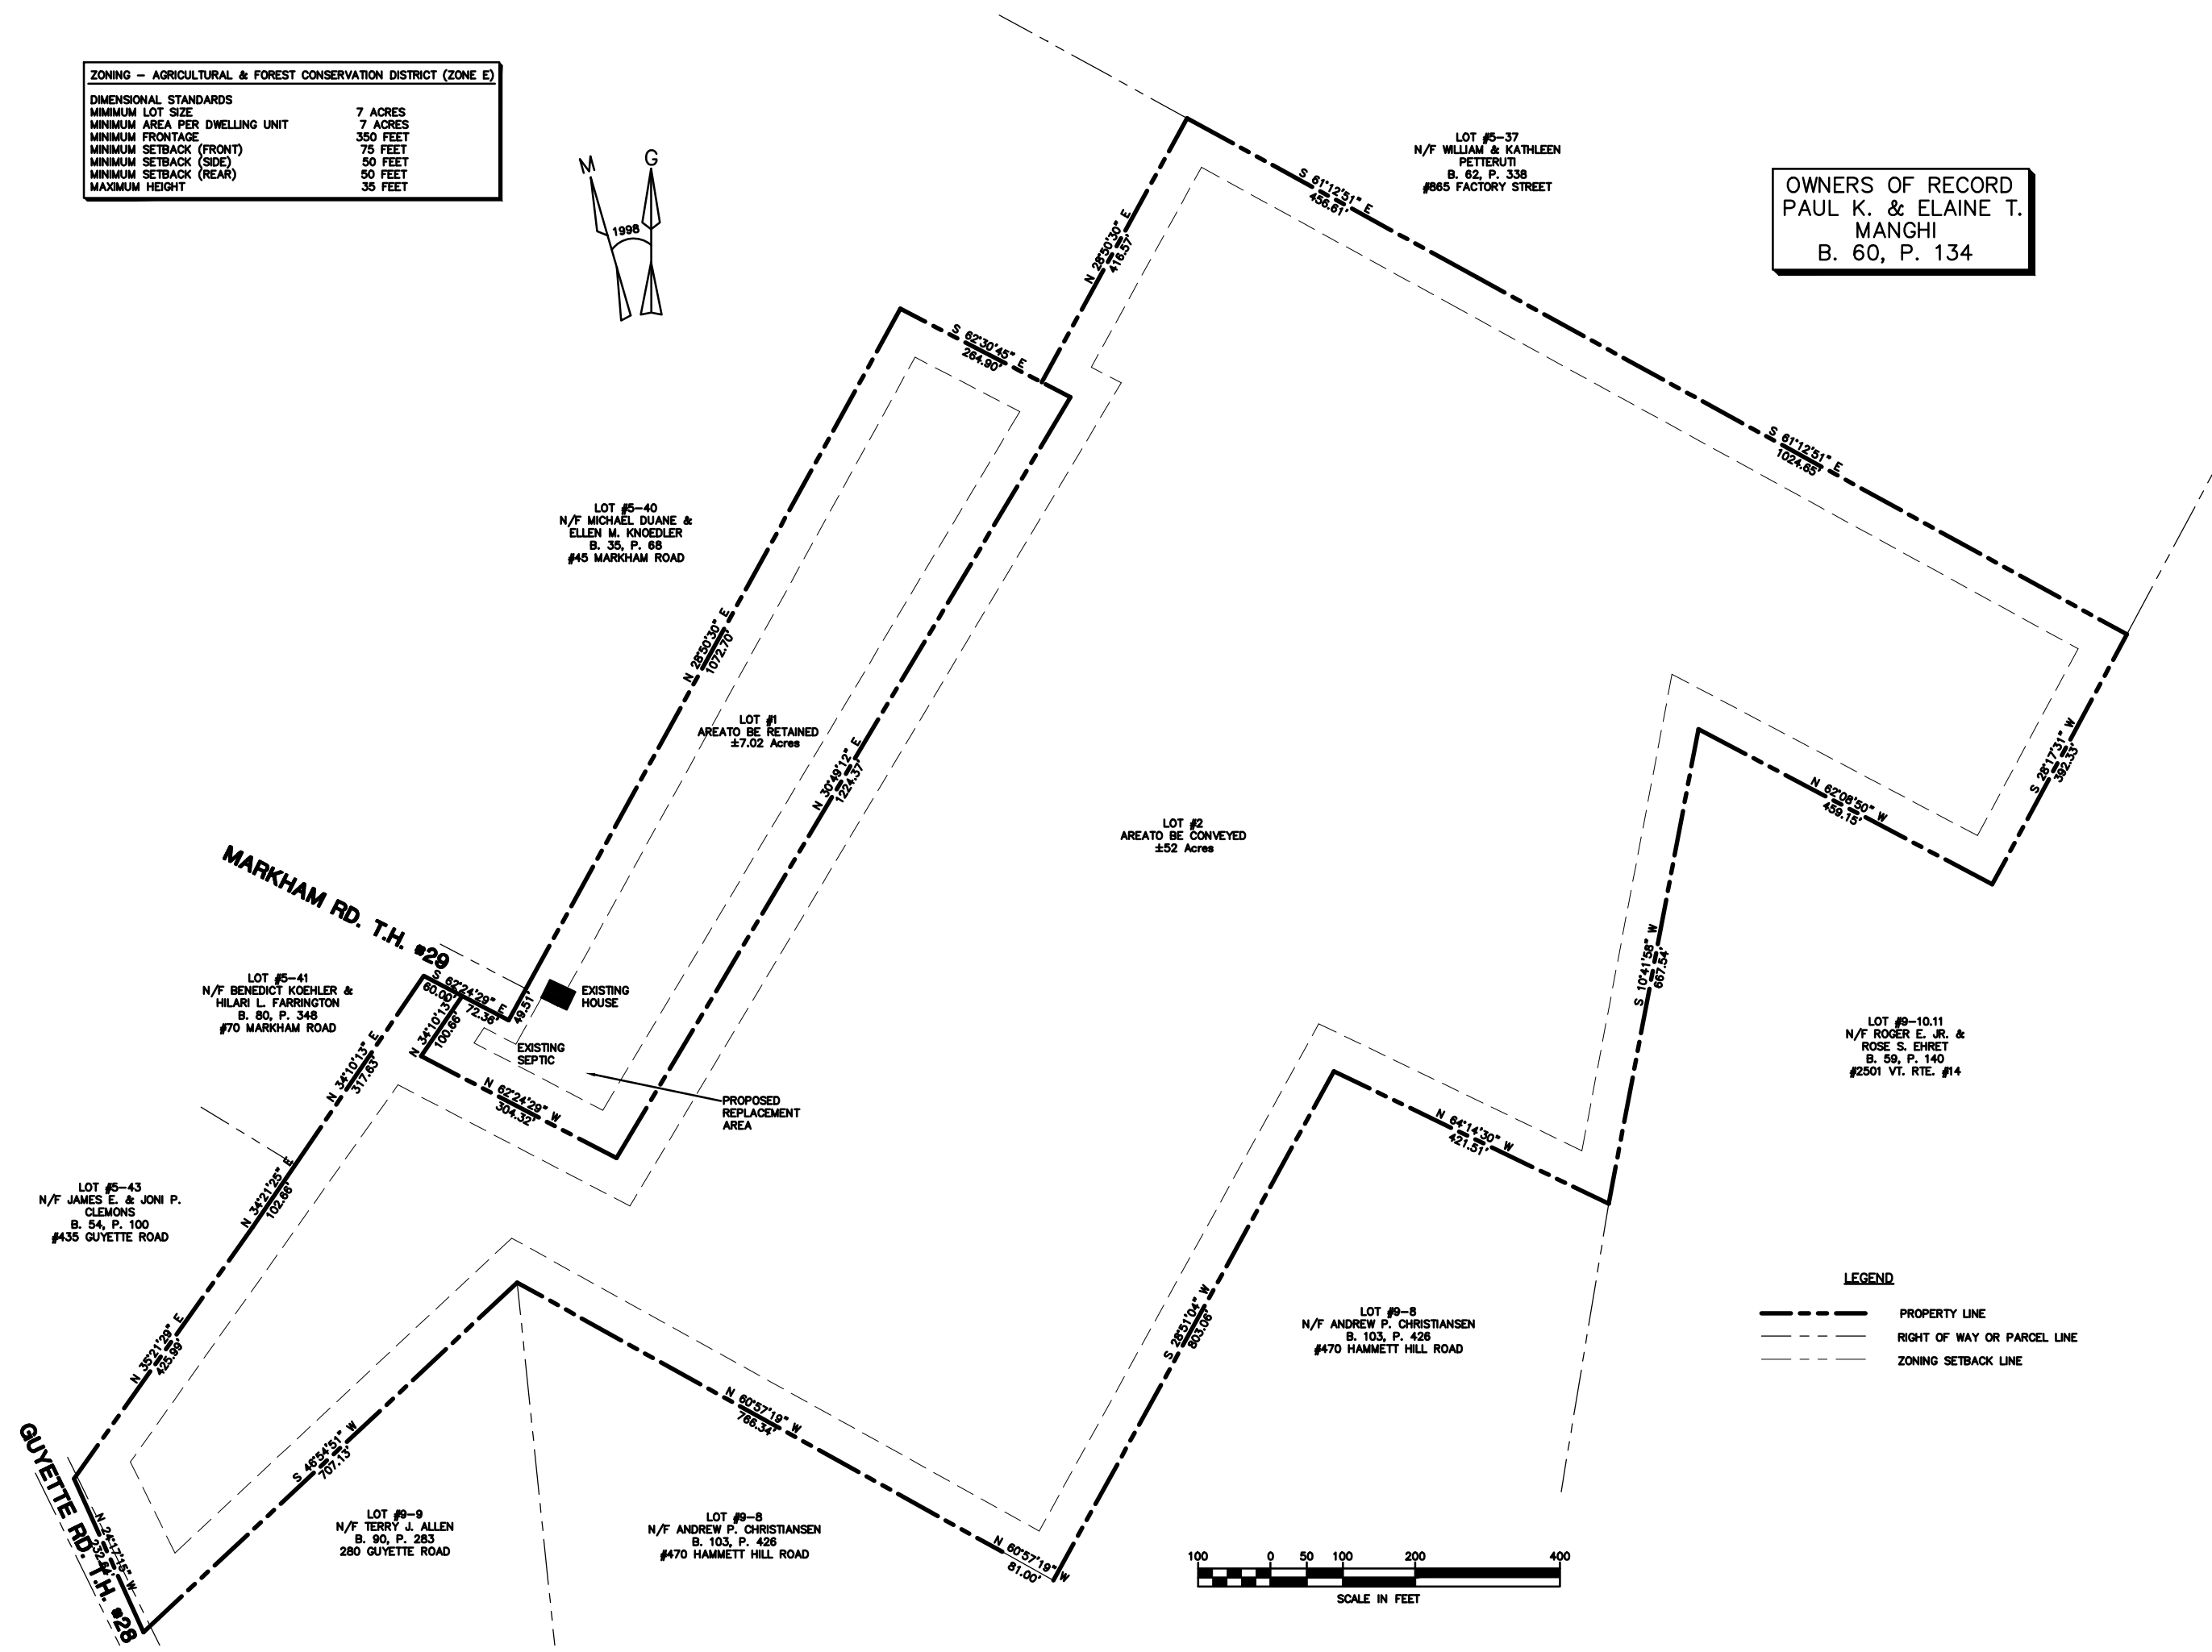 ZONING - AGRICULTURAL & FOREST CONSERVATION DISTRICT (ZONE E)
DIMENSIONAL STANDARDS
MIMIMUM LOT SIZE 7 ACRES
MINIMUM AREA PER DWELLING UNIT 7 ACRES
MINIMUM FRONTAGE 350 FEET
MINIMUM SETBACK (FRONT) 75 FEET
MINIMUM SETBACK (SIDE) 50 FEET
MINIMUM SETBACK (REAR) 50 FEET
MAXIMUM HEIGHT 35 FEET
M
G
1998
LOT #5-37
N/F WILLIAM & KATHLEEN
PETTERUTI
B. 62, P. 338
#865 FACTORY STREET
OWNERS OF RECORD
PAUL K. & ELAINE T.
MANGHI
B. 60, P. 134
S 61°12'51" E
456.61'
N 28°50'30" E
416.57'
S 62°30'45" E
264.90'
S 61°12'51" E
1024.65'
LOT #5-40
N/F MICHAEL DUANE &
ELLEN M. KNOEDLER
B. 35, P. 68
#45 MARKHAM ROAD
N 28°50'30" E
1072.70'
LOT #1
AREATO BE RETAINED
±7.02 Acres
N 30°49'12" E
1224.37'
S 28°17'31" W
392.33'
N 62°08'50" W
459.15'
LOT #2
AREATO BE CONVEYED
±52 Acres
S 10°41'58" W
667.54'
MARKHAM RD. T.H. #29
LOT #5-41
N/F BENEDICT KOEHLER &
HILARI L. FARRINGTON
B. 80, P. 348
#70 MARKHAM ROAD
S 62°24'29" E
60.00'
72.36'
49.51'
EXISTING
HOUSE
N 34°10'13"
100.66'
EXISTING
SEPTIC
N 34°10'13" E
317.63'
N 62°24'29" W
304.32'
PROPOSED
REPLACEMENT
AREA
LOT #9-10.11
N/F ROGER E. JR. &
ROSE S. EHRET
B. 59, P. 140
#2501 VT. RTE. #14
N 64°14'30" W
421.51'
LOT #5-43
N/F JAMES E. & JONI P.
CLEMONS
B. 54, P. 100
#435 GUYETTE ROAD
N 34°21'25" E
102.66'
N 35°21'29" E
425.99'
S 28°51'04" W
803.06'
LOT #9-8
N/F ANDREW P. CHRISTIANSEN
B. 103, P. 426
#470 HAMMETT HILL ROAD
LEGEND
PROPERTY LINE
RIGHT OF WAY OR PARCEL LINE
ZONING SETBACK LINE
S 46°54'51" W
707.13'
N 60°57'19" W
766.34'
GUYETTE RD. T.H. #28
N 24°17'15" W
LOT #9-9
N/F TERRY J. ALLEN
B. 90, P. 283
280 GUYETTE ROAD
LOT #9-8
N/F ANDREW P. CHRISTIANSEN
B. 103, P. 426
#470 HAMMETT HILL ROAD
N 60°57'19" W
81.00'
100 0 50 100 200 400
SCALE IN FEET